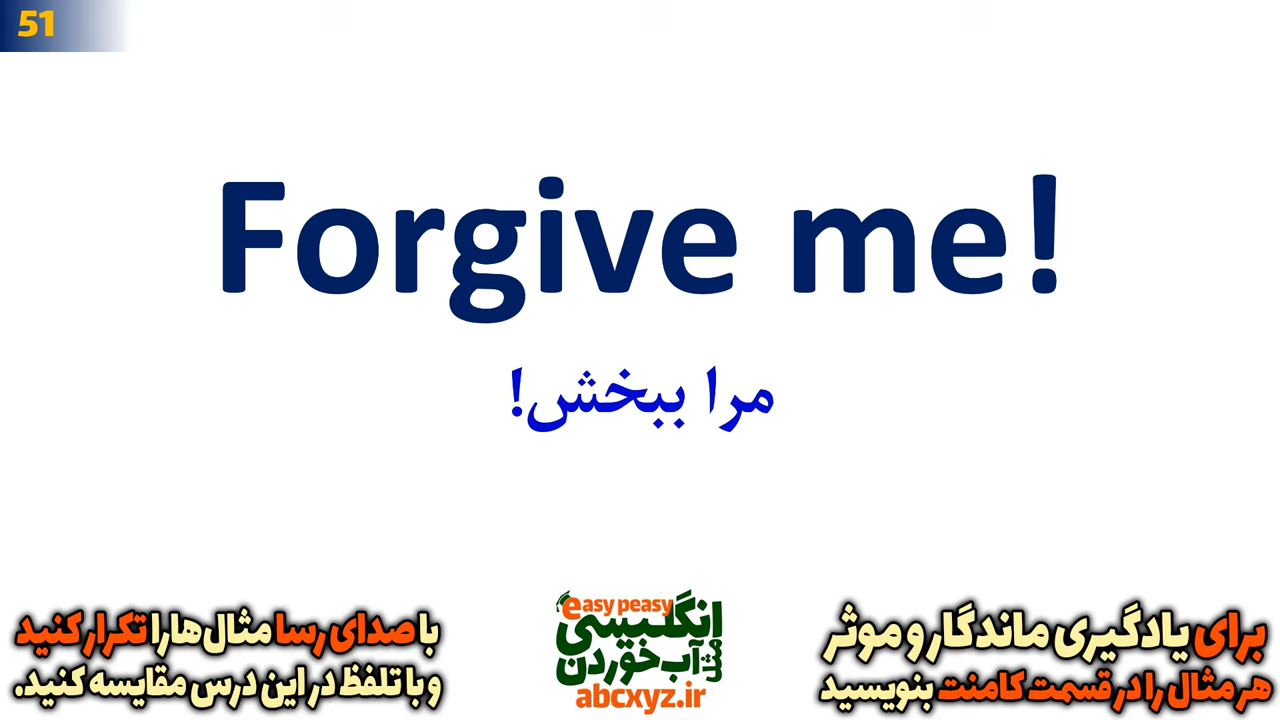 51
Forgive me!
مرا ببخش!
با صدای رسا مثال‌ها را تکرار کنید
و با تلفظ در این درس مقایسه کنید.
easy peasy
انگلیسی
مثل آب خوردن
abcxyz.ir
برای یادگیری ماندگار و موثر
هر مثال را در قسمت کامنت بنویسید